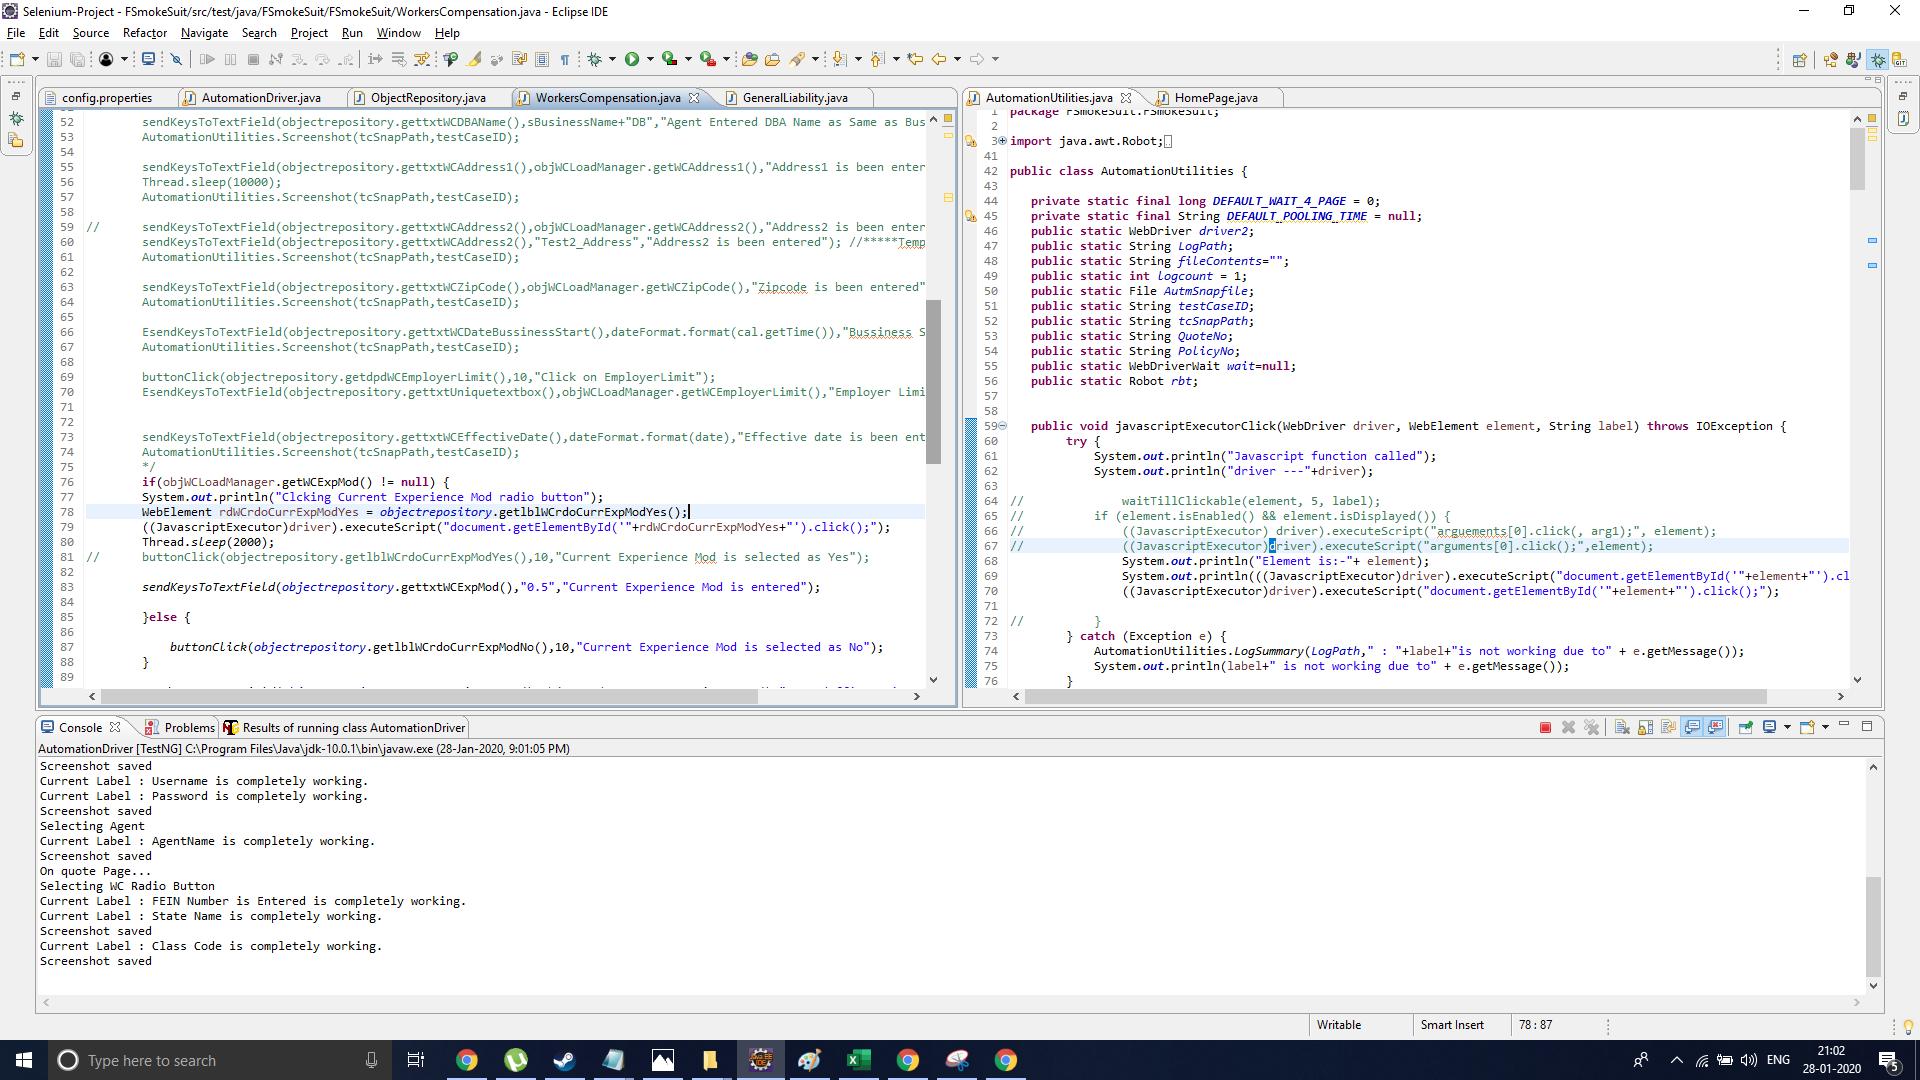 Selenium-Project - FSmokeSuit/src/test/java/FSmokeSuit/FSmokeSuit/WorkersCompensation.java - Eclipse IDE
File Edit Source Refactor Navigate Search Project Run Window Help
config.properties AutomationDriver.java ObjectRepository.java WorkersCompensation.java GeneralLiability.java
52 sendKeysToTextField(objectrepository.gettxtWCDBAName(),sBusinessName+"DB","Agent Entered DBA Name as Same as Bus
53 AutomationUtilities.Screenshot(tcSnapPath,testCaseID);
54
55 sendKeysToTextField(objectrepository.gettxtWCAddress1(),objWCLoadManager.getWCAddress1(),"Address1 is been enter
56 Thread.sleep(10000);
57 AutomationUtilities.Screenshot(tcSnapPath,testCaseID);
58
59 // sendKeysToTextField(objectrepository.gettxtWCAddress2(),objWCLoadManager.getWCAddress2(),"Address2 is been enter
60 sendKeysToTextField(objectrepository.gettxtWCAddress2(),"Test2_Address","Address2 is been entered"); //*****Temp
61 AutomationUtilities.Screenshot(tcSnapPath,testCaseID);
62
63 sendKeysToTextField(objectrepository.gettxtWCZipCode(),objWCLoadManager.getWCZipCode(),"Zipcode is been entered"
64 AutomationUtilities.Screenshot(tcSnapPath,testCaseID);
65
66 EsendKeysToTextField(objectrepository.gettxtWCDateBussinessStart(),dateFormat.format(cal.getTime()),"Bussiness S
67 AutomationUtilities.Screenshot(tcSnapPath,testCaseID);
68
69 buttonClick(objectrepository.getdpdWCEmployerLimit(),10,"Click on EmployerLimit");
70 EsendKeysToTextField(objectrepository.gettxtUniquetextbox(),objWCLoadManager.getWCEmployerLimit(),"Employer Limi
71
72
73 sendKeysToTextField(objectrepository.gettxtWCEffectiveDate(),dateFormat.format(date),"Effective date is been ent
74 AutomationUtilities.Screenshot(tcSnapPath,testCaseID);
75 */
76 if(objWCLoadManager.getWCExpMod() != null) {
77 System.out.println("Clcking Current Experience Mod radio button");
78 WebElement rdWCrdoCurrExpModYes = objectrepository.getlblWCrdoCurrExpModYes();
79 ((JavascriptExecutor)driver).executeScript("document.getElementById('"+rdWCrdoCurrExpModYes+"').click();");
80 Thread.sleep(2000);
81 // buttonClick(objectrepository.getlblWCrdoCurrExpModYes(),10,"Current Experience Mod is selected as Yes");
82
83 sendKeysToTextField(objectrepository.gettxtWCExpMod(),"0.5","Current Experience Mod is entered");
84
85 }else {
86
87 buttonClick(objectrepository.getlblWCrdoCurrExpModNo(),10,"Current Experience Mod is selected as No");
88 }
89
AutomationUtilities.java HomePage.java
1 package FSmokeSuit.FSmokeSuit;
2
3 import java.awt.Robot;
41
42 public class AutomationUtilities {
43
44 private static final long DEFAULT_WAIT_4_PAGE = 0;
45 private static final String DEFAULT_POOLING_TIME = null;
46 public static WebDriver driver2;
47 public static String LogPath;
48 public static String fileContents="";
49 public static int logcount = 1;
50 public static File AutmSnapfile;
51 public static String testCaseID;
52 public static String tcSnapPath;
53 public static String QuoteNo;
54 public static String PolicyNo;
55 public static WebDriverWait wait=null;
56 public static Robot rbt;
57
58
59 public void javascriptExecutorClick(WebDriver driver, WebElement element, String label) throws IOException {
60 try {
61 System.out.println("Javascript function called");
62 System.out.println("driver ---"+driver);
63
64 // waitTillClickable(element, 5, label);
65 // if (element.isEnabled() && element.isDisplayed()) {
66 // ((JavascriptExecutor) driver).executeScript("arguements[0].click(, arg1);", element);
67 // ((JavascriptExecutor)driver).executeScript("arguments[0].click();",element);
68 System.out.println("Element is:-"+ element);
69 System.out.println(((JavascriptExecutor)driver).executeScript("document.getElementById('"+element+"').cl
70 ((JavascriptExecutor)driver).executeScript("document.getElementById('"+element+"').click();");
71
72 // }
73 } catch (Exception e) {
74 AutomationUtilities.LogSummary(LogPath," : "+label+"is not working due to" + e.getMessage());
75 System.out.println(label+" is not working due to" + e.getMessage());
76 }
Console Problems Results of running class AutomationDriver
AutomationDriver [TestNG] C:\Program Files\Java\jdk-10.0.1\bin\javaw.exe (28-Jan-2020, 9:01:05 PM)
Screenshot saved
Current Label : Username is completely working.
Current Label : Password is completely working.
Screenshot saved
Selecting Agent
Current Label : AgentName is completely working.
Screenshot saved
On quote Page...
Selecting WC Radio Button
Current Label : FEIN Number is Entered is completely working.
Current Label : State Name is completely working.
Screenshot saved
Current Label : Class Code is completely working.
Screenshot saved
Writable Smart Insert 78 : 87
Type here to search
ENG
21:02
28-01-2020
5